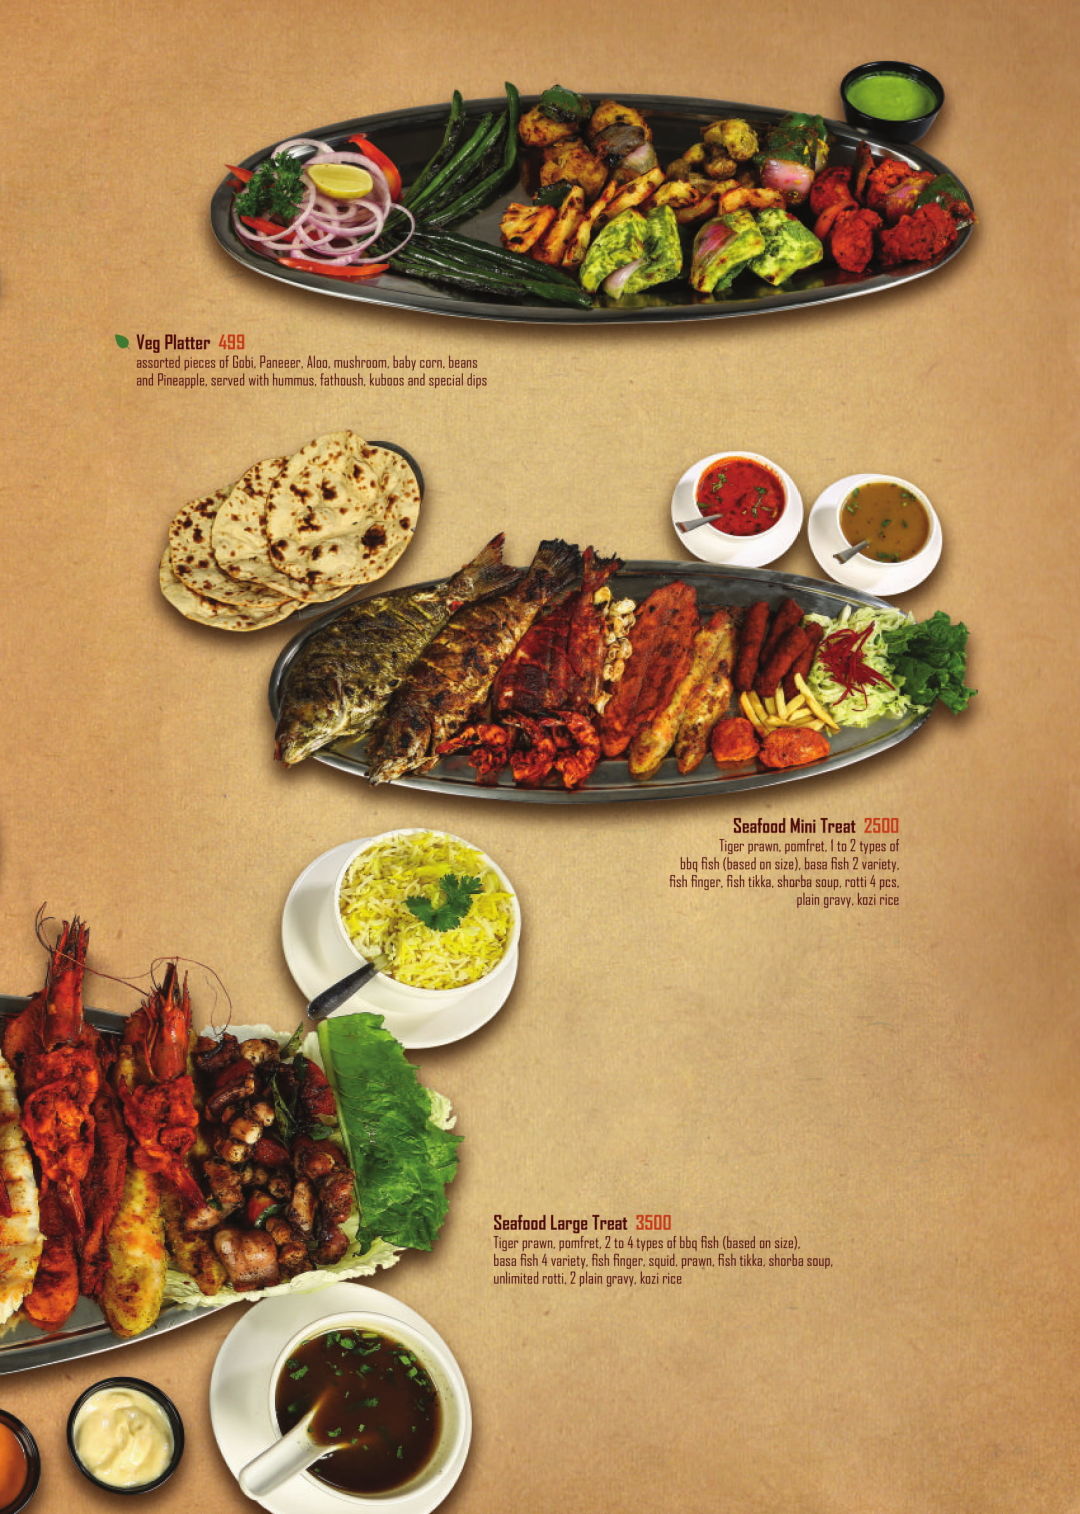 Veg Platter 499
assorted pieces of Gobi, Paneeer, Aloo, mushroom, baby corn, beans
and Pineapple, served with hummus, fathoush, kuboos and special dips
Seafood Mini Treat 2500
Tiger prawn, pomfret, 1 to 2 types of
bbq fish (based on size), basa fish 2 variety,
fish finger, fish tikka, shorba soup, rotti 4 pcs,
plain gravy, kozi rice
Seafood Large Treat 3500
Tiger prawn, pomfret, 2 to 4 types of bbq fish (based on size),
basa fish 4 variety, fish finger, squid, prawn, fish tikka, shorba soup,
unlimited rotti, 2 plain gravy, kozi rice